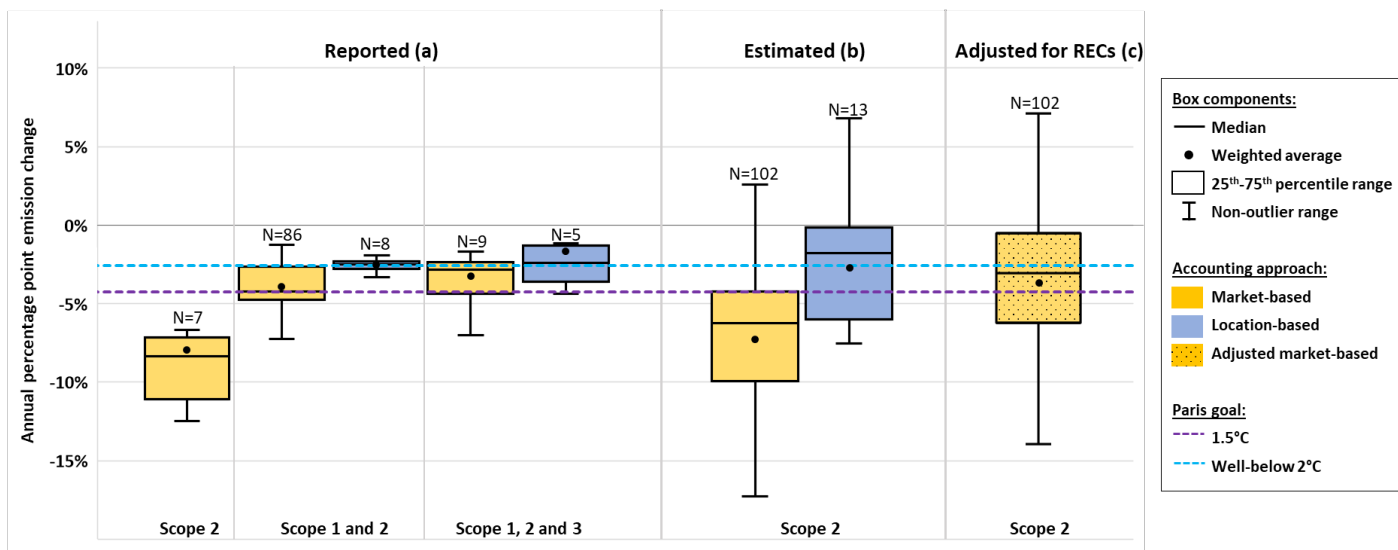 Reported (a)
Estimated (b)
Adjusted for RECs (c)
Annual percentage point emission change
10%
5%
0%
-5%
-10%
-15%
N=7
N=86
N=8
N=9
N=5
N=102
N=13
N=102
Scope 2
Scope 1 and 2
Scope 1, 2 and 3
Scope 2
Scope 2
Box components:
Median
Weighted average
25th-75th percentile range
Non-outlier range
Accounting approach:
Market-based
Location-based
Adjusted market-based
Paris goal:
1.5°C
Well-below 2°C